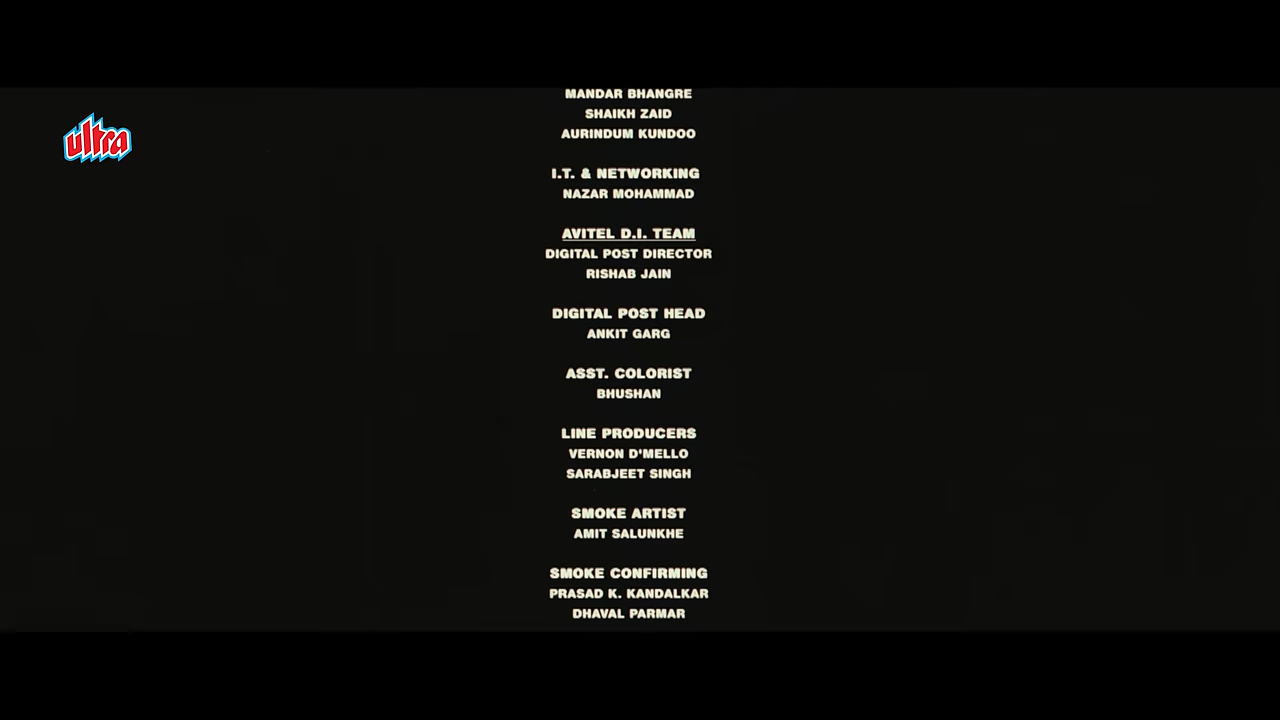 ultra
MANDAR BHANGRE
SHAIKH ZAID
AURINDUM KUNDOO
I.T. & NETWORKING
NAZAR MOHAMMAD
AVITEL D.I. TEAM
DIGITAL POST DIRECTOR
RISHAB JAIN
DIGITAL POST HEAD
ANKIT GARG
ASST. COLORIST
BHUSHAN
LINE PRODUCERS
VERNON D'MELLO
SARABJEET SINGH
SMOKE ARTIST
AMIT SALUNKHE
SMOKE CONFIRMING
PRASAD K. KANDALKAR
DHAVAL PARMAR